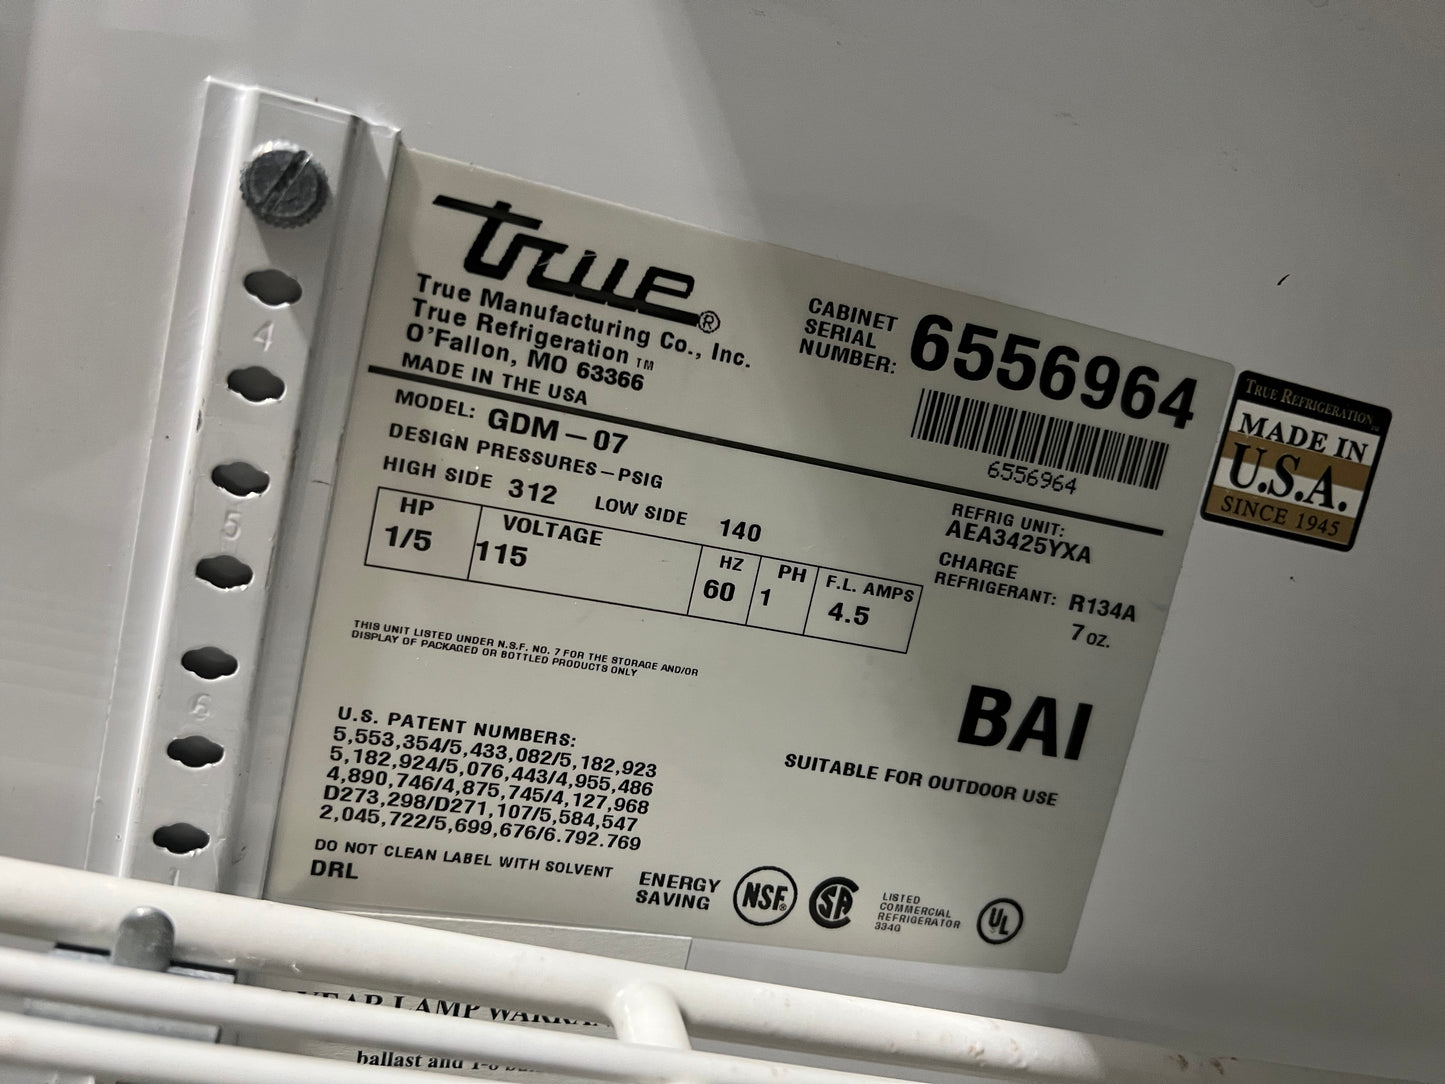 true®
True Manufacturing Co., Inc.
True Refrigeration™
O'Fallon, MO 63366
MADE IN THE USA
CABINET
SERIAL
NUMBER: 6556964
6556964
MODEL: GDM-07
DESIGN PRESSURES-PSIG
HIGH SIDE 312 LOW SIDE 140
HP VOLTAGE HZ PH F.L. AMPS
1/5 115 60 1 4.5
REFRIG UNIT:
AEA3425YXA
CHARGE
REFRIGERANT: R134A
7 oz.
THIS UNIT LISTED UNDER N.S.F. NO. 7 FOR THE STORAGE AND/OR
DISPLAY OF PACKAGED OR BOTTLED PRODUCTS ONLY
BAI
SUITABLE FOR OUTDOOR USE
U.S. PATENT NUMBERS:
5,553,354/5,433,082/5,182,923
5,182,924/5,076,443/4,955,486
4,890,746/4,875,745/4,127,968
D273,298/D271,107/5,584,547
2,045,722/5,699,676/6.792.769
DO NOT CLEAN LABEL WITH SOLVENT
DRL
ENERGY
SAVING
NSF®
SA
LISTED
COMMERCIAL
REFRIGERATOR
334G
UL
TRUE REFRIGERATION™
MADE IN
U.S.A.
SINCE 1945
4
5
6
YEAR LAMP
ballast and